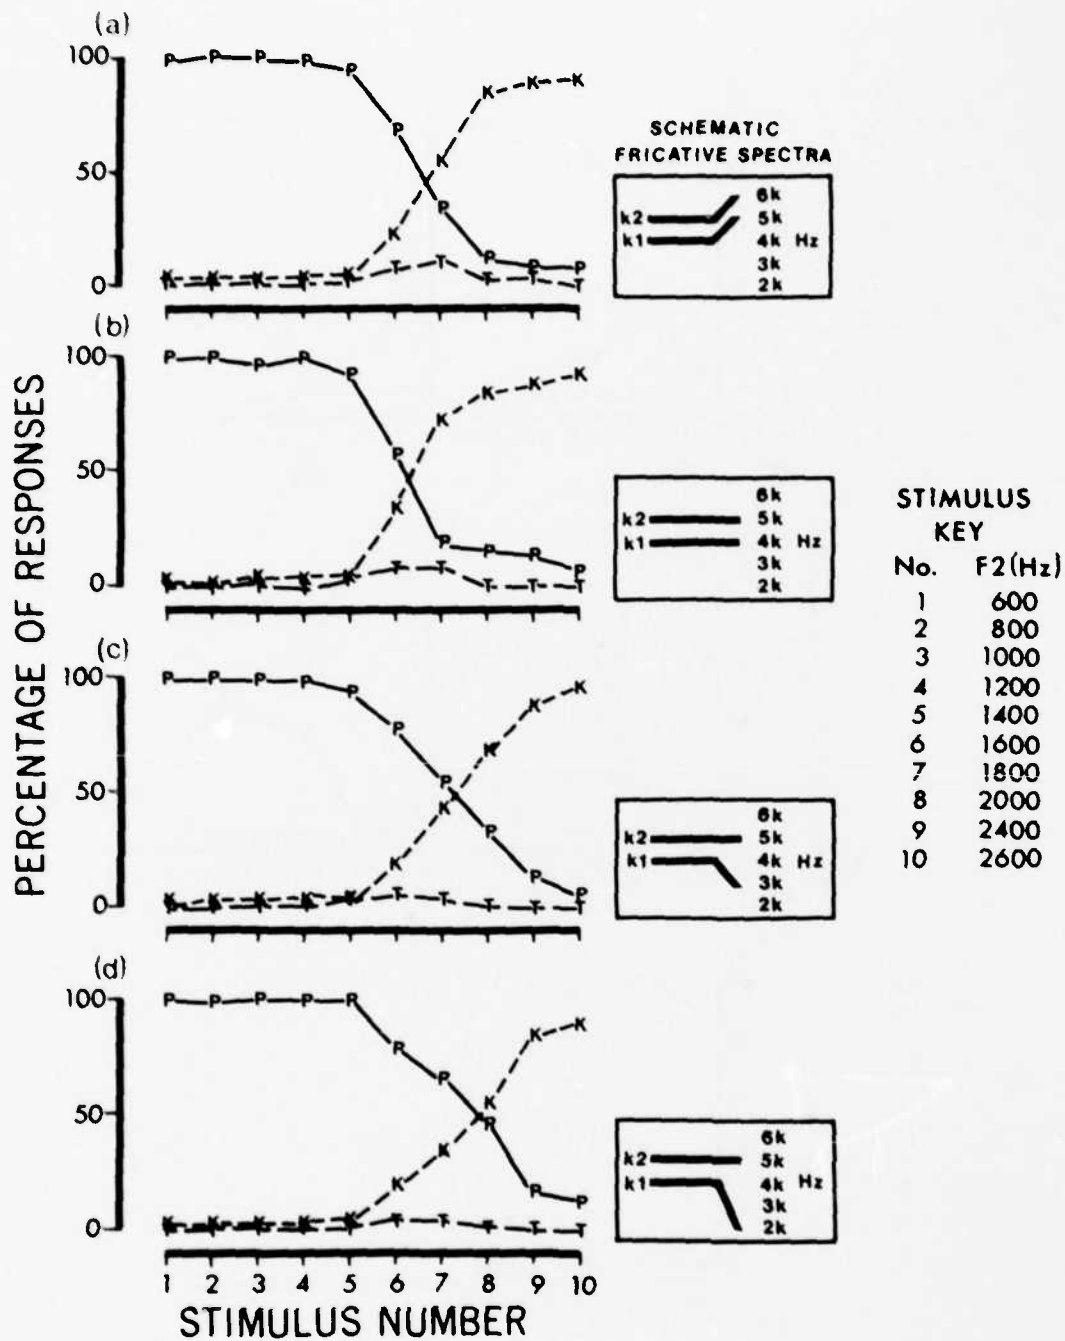 (a)
100
P P P P P P P P P P
K K K K K K K K K K
T T T T T T T T T T
50
0
SCHEMATIC
FRICATIVE SPECTRA
6k
k2 5k
k1 4k Hz
3k
2k
(b)
100
P P P P P P P P P P
K K K K K K K K K K
T T T T T T T T T T
50
0
6k
k2 5k
k1 4k Hz
3k
2k
(c)
100
P P P P P P P P P P
K K K K K K K K K K
T T T T T T T T T T
50
0
6k
k2 5k
k1 4k Hz
3k
2k
(d)
100
P P P P P P P P P P
K K K K K K K K K K
T T T T T T T T T T
50
0
6k
k2 5k
k1 4k Hz
3k
2k
1 2 3 4 5 6 7 8 9 10
STIMULUS NUMBER
PERCENTAGE OF RESPONSES
STIMULUS
KEY
No. F2(Hz)
1 600
2 800
3 1000
4 1200
5 1400
6 1600
7 1800
8 2000
9 2400
10 2600